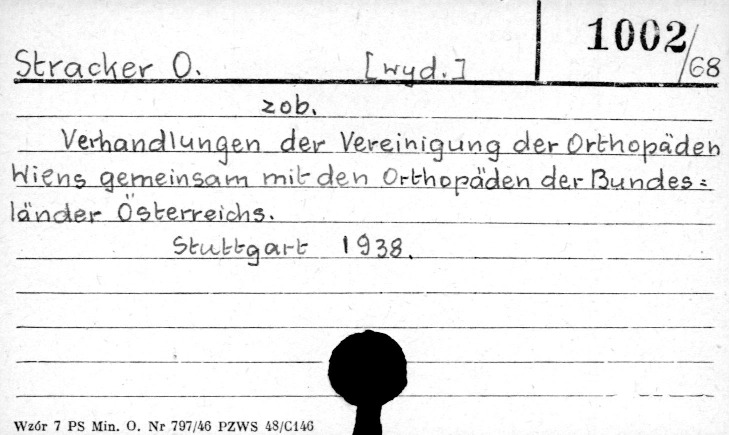 1002/68
Stracker O. [wyd.]
zob.
Verhandlungen der Vereinigung der Orthopäden
Wiens gemeinsam mit den Orthopäden der Bundes=
länder Österreichs.
Stuttgart 1938.
Wzór 7 PS Min. O. Nr 797/46 PZWS 48/C146